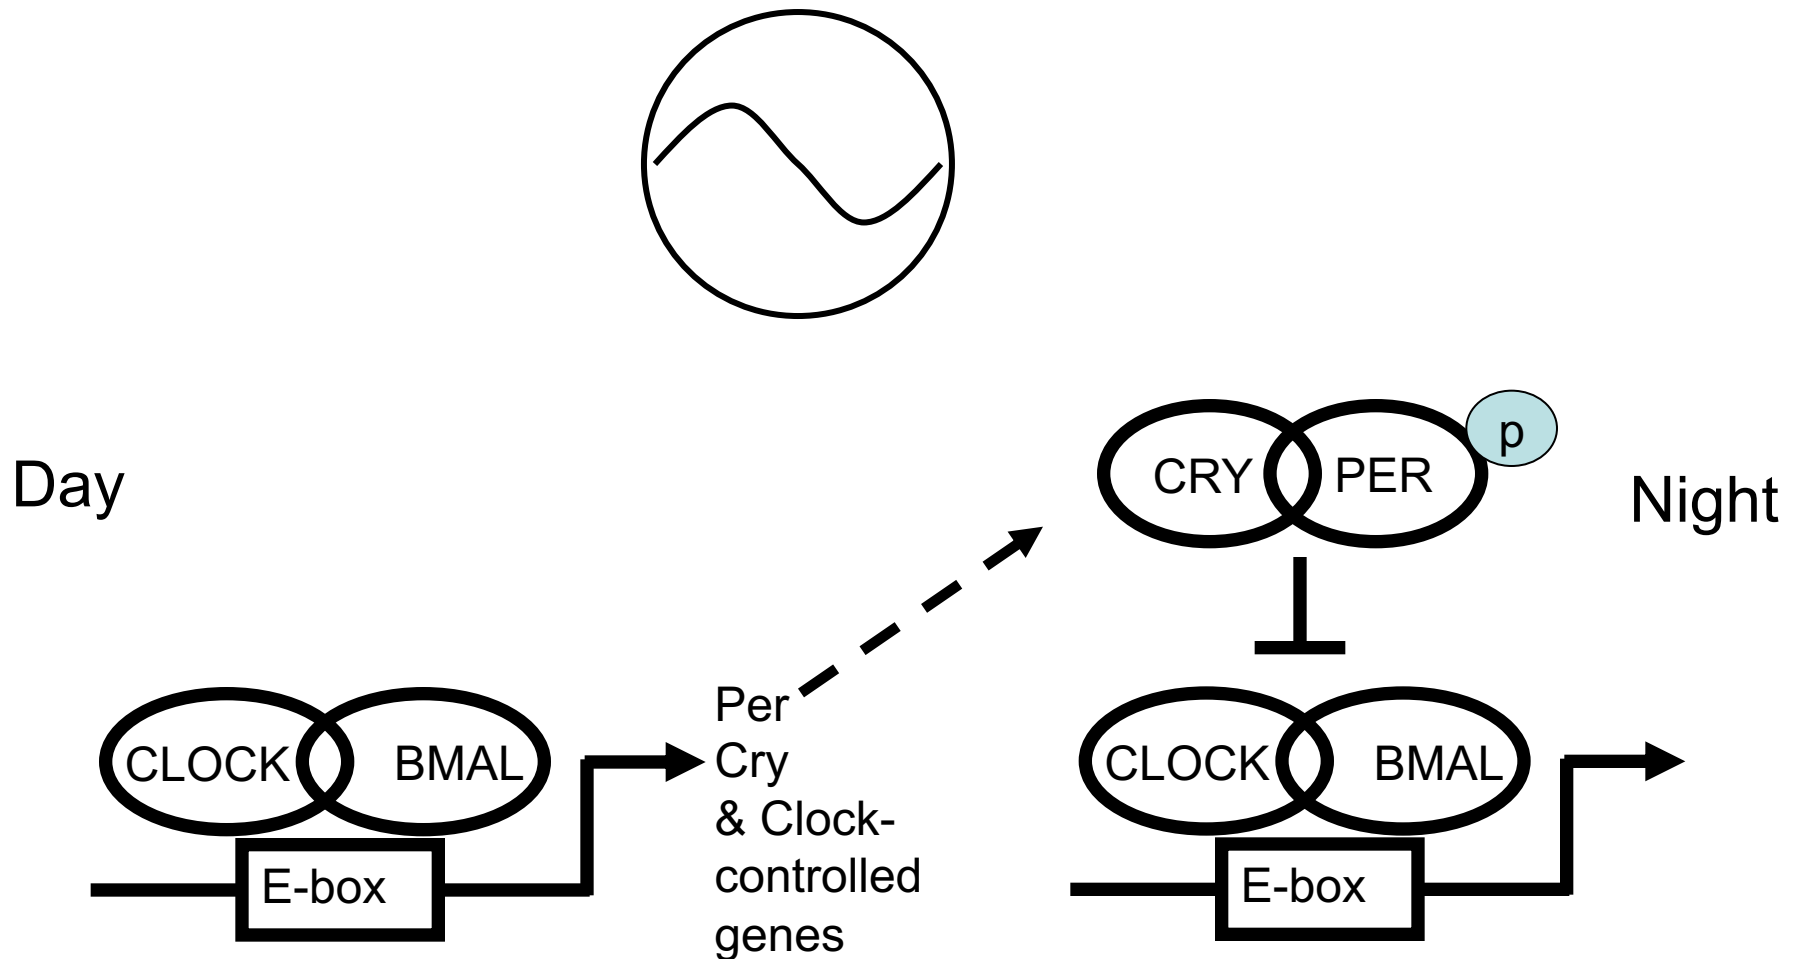 Day
CLOCK
BMAL
E-box
Per
Cry
& Clock-
controlled
genes
CRY
PER
p
Night
CLOCK
BMAL
E-box